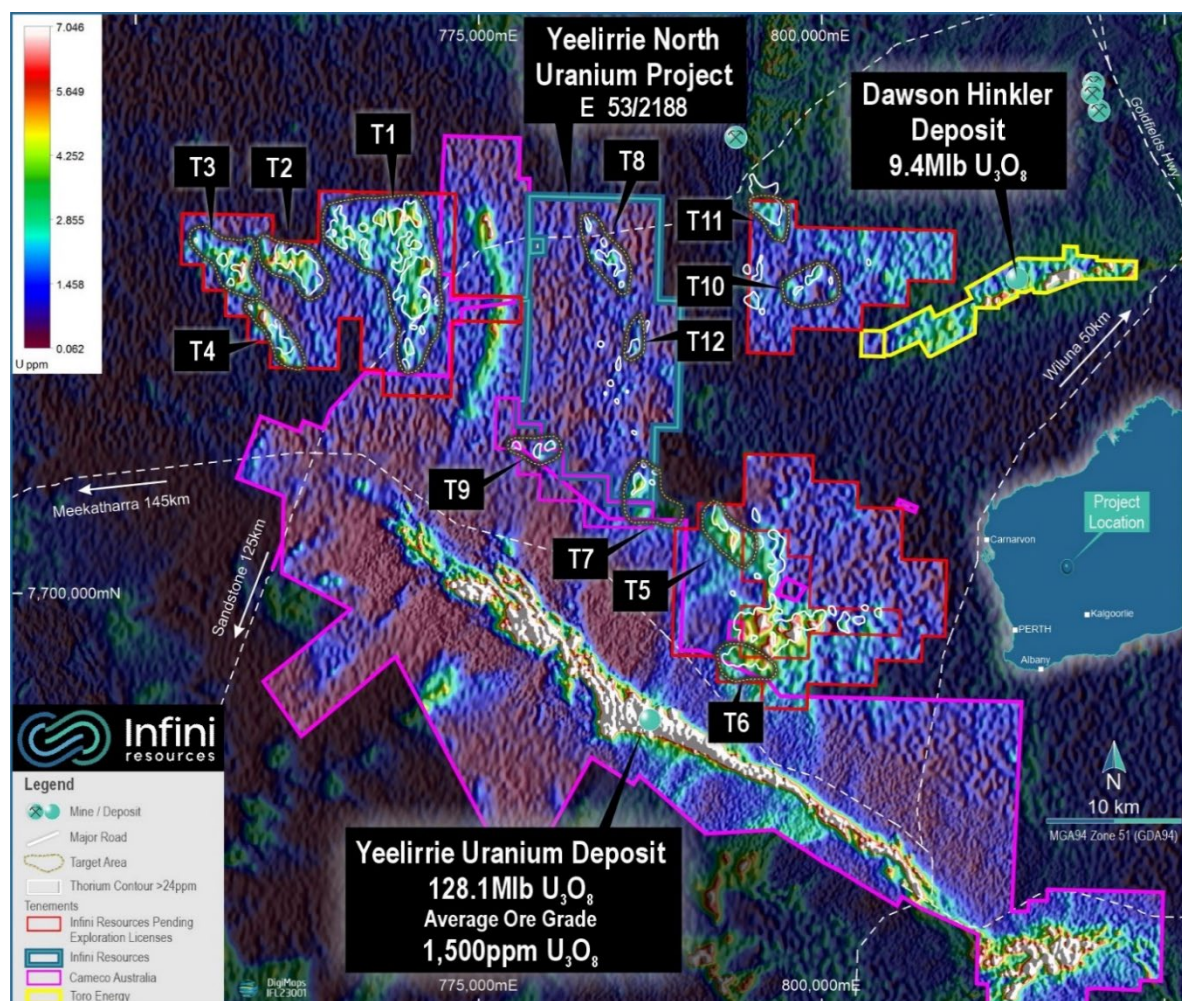 7.046
5.649
4.252
2.855
1.458
0.062
U ppm
775,000mE
800,000mE
Yeelirrie North
Uranium Project
E 53/2188
Dawson Hinkler
Deposit
9.4Mlb U₃O₈
Goldfields Hwy
T1
T2
T3
T4
T8
T11
T10
T12
T9
T7
T5
T6
Wiluna 50km
Meekatharra 145km
Sandstone 125km
7,700,000mN
Project
Location
Carnarvon
Kalgoorlie
PERTH
Albany
N
10 km
MGA94 Zone 51 (GDA94)
Yeelirrie Uranium Deposit
128.1Mlb U₃O₈
Average Ore Grade
1,500ppm U₃O₈
Infini
resources
Legend
Mine / Deposit
Major Road
Target Area
Thorium Contour >24ppm
Tenements
Infini Resources Pending
Exploration Licenses
Infini Resources
Cameco Australia
Toro Energy
DigiMaps
IFL23001
775,000mE
800,000mE